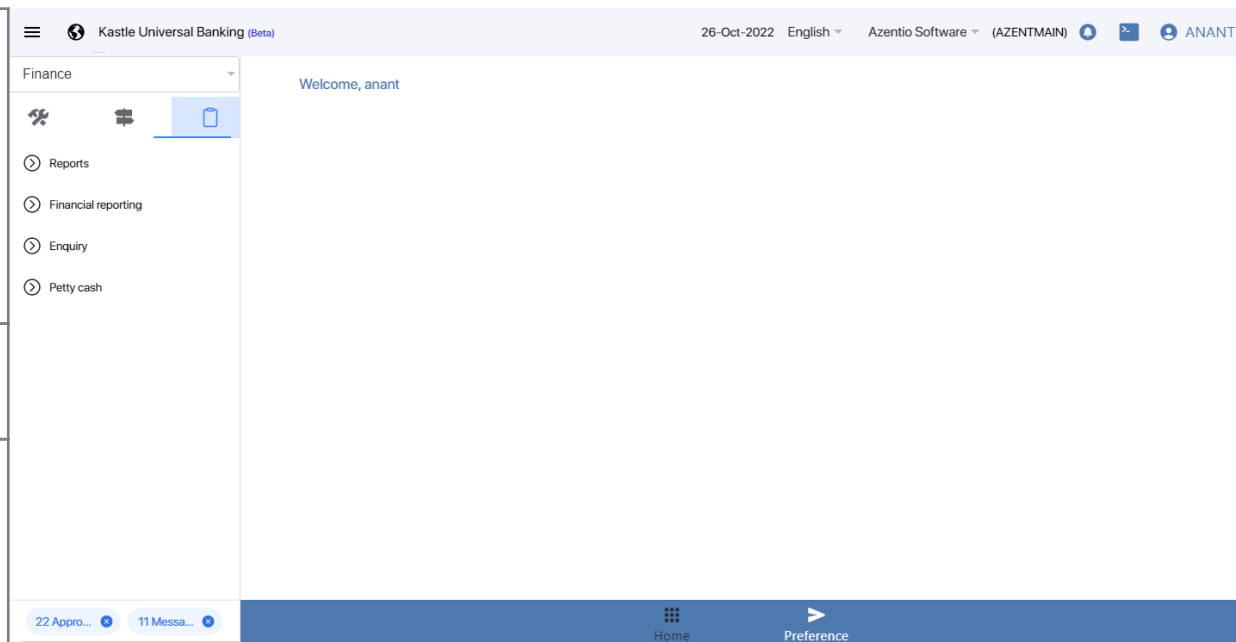 Kastle Universal Banking (Beta) 26-Oct-2022 English Azentio Software (AZENTMAIN) ANANT
Finance
Welcome, anant
Reports
Financial reporting
Enquiry
Petty cash
22 Appro... 11 Messa...
Home Preference